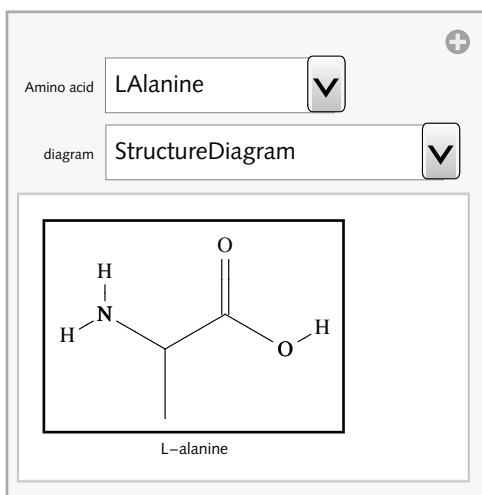 Amino acid LAlanine
diagram StructureDiagram
O
H
N
H
H
O
L–alanine